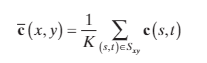 c̄(x, y) = 1/K ∑_{(s,t)∈S_{xy}} c(s,t)